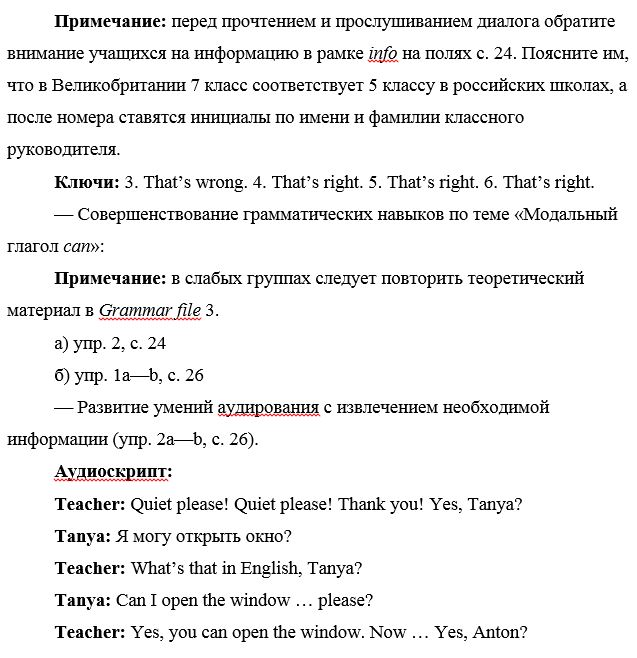 Примечание: перед прочтением и прослушиванием диалога обратите
внимание учащихся на информацию в рамке info на полях с. 24. Поясните им,
что в Великобритании 7 класс соответствует 5 классу в российских школах, а
после номера ставятся инициалы по имени и фамилии классного
руководителя.
Ключи: 3. That’s wrong. 4. That’s right. 5. That’s right. 6. That’s right.
— Совершенствование грамматических навыков по теме «Модальный
глагол can»:
Примечание: в слабых группах следует повторить теоретический
материал в Grammar file 3.
а) упр. 2, с. 24
б) упр. 1a—b, с. 26
— Развитие умений аудирования с извлечением необходимой
информации (упр. 2a—b, с. 26).
Аудиоскрипт:
Teacher: Quiet please! Quiet please! Thank you! Yes, Tanya?
Tanya: Я могу открыть окно?
Teacher: What’s that in English, Tanya?
Tanya: Can I open the window … please?
Teacher: Yes, you can open the window. Now … Yes, Anton?